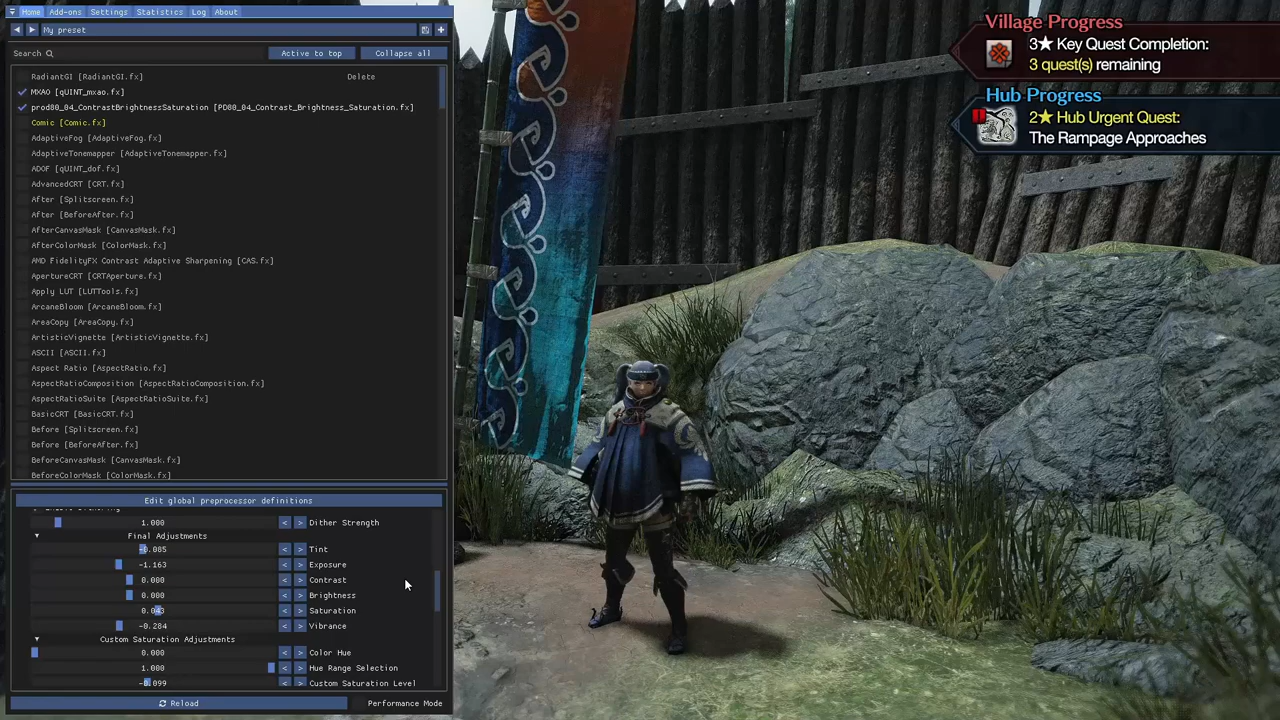 Home Add-ons Settings Statistics Log About
My preset
Search Active to top Collapse all
RadiantGI [RadiantGI.fx] Delete
MXAO [qUINT_mxao.fx]
prod80_04_ContrastBrightnessSaturation [PD80_04_Contrast_Brightness_Saturation.fx]
Comic [Comic.fx]
AdaptiveFog [AdaptiveFog.fx]
AdaptiveTonemapper [AdaptiveTonemapper.fx]
ADOF [qUINT_dof.fx]
AdvancedCRT [CRT.fx]
After [Splitscreen.fx]
After [BeforeAfter.fx]
AfterCanvasMask [CanvasMask.fx]
AfterColorMask [ColorMask.fx]
AMD FidelityFX Contrast Adaptive Sharpening [CAS.fx]
ApertureCRT [CRTAperture.fx]
Apply LUT [LUTTools.fx]
ArcaneBloom [ArcaneBloom.fx]
AreaCopy [AreaCopy.fx]
ArtisticVignette [ArtisticVignette.fx]
ASCII [ASCII.fx]
Aspect Ratio [AspectRatio.fx]
AspectRatioComposition [AspectRatioComposition.fx]
AspectRatioSuite [AspectRatioSuite.fx]
BasicCRT [BasicCRT.fx]
Before [Splitscreen.fx]
Before [BeforeAfter.fx]
BeforeCanvasMask [CanvasMask.fx]
BeforeColorMask [ColorMask.fx]
Edit global preprocessor definitions
1.000 < > Dither Strength
Final Adjustments
-0.085 < > Tint
-1.163 < > Exposure
0.000 < > Contrast
0.000 < > Brightness
0.043 < > Saturation
-0.284 < > Vibrance
Custom Saturation Adjustments
0.000 < > Color Hue
1.000 < > Hue Range Selection
-0.099 < > Custom Saturation Level
Reload Performance Mode
Village Progress
3★ Key Quest Completion:
3 quest(s) remaining
Hub Progress
2★ Hub Urgent Quest:
The Rampage Approaches